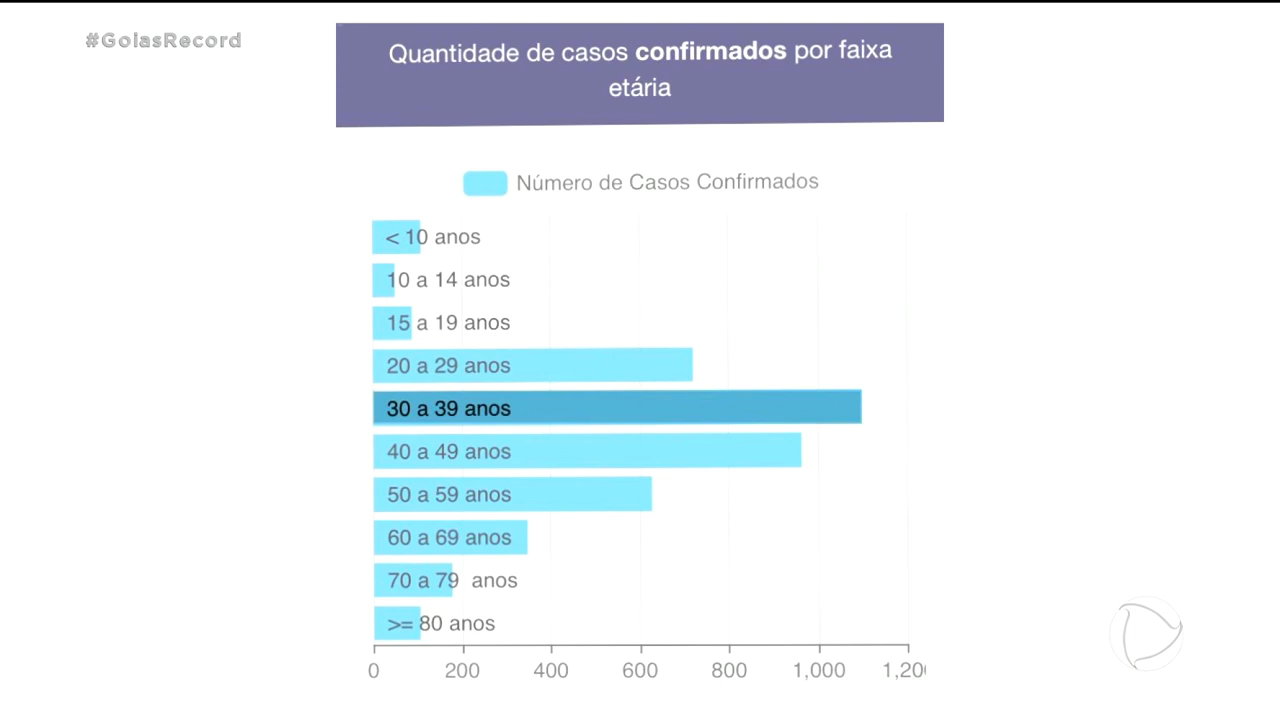 #GolasRecord
Quantidade de casos confirmados por faixa
etária
Número de Casos Confirmados
< 10 anos
10 a 14 anos
15 a 19 anos
20 a 29 anos
30 a 39 anos
40 a 49 anos
50 a 59 anos
60 a 69 anos
70 a 79 anos
>= 80 anos
0 200 400 600 800 1,000 1,20